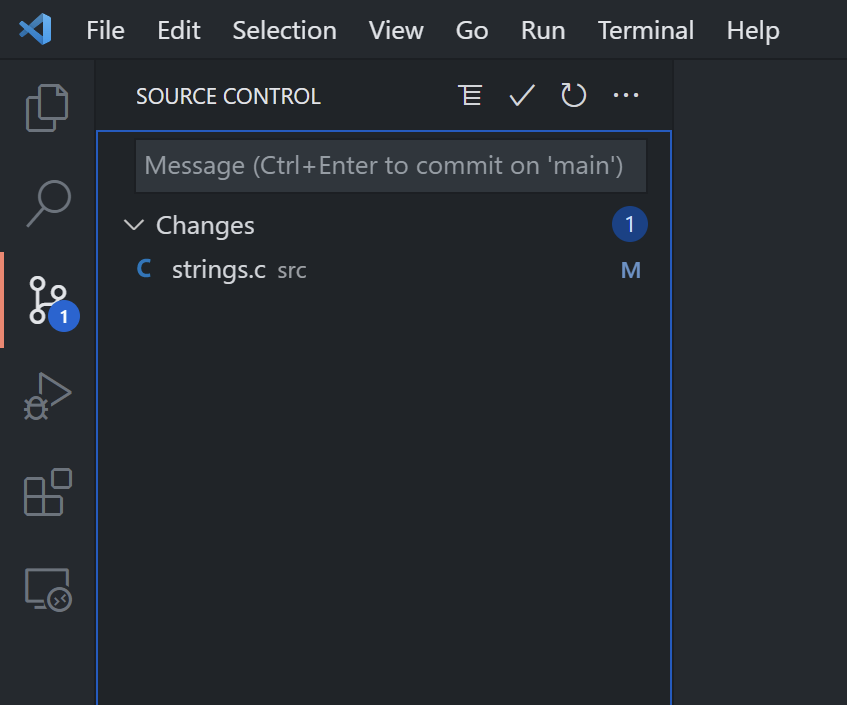 File Edit Selection View Go Run Terminal Help
SOURCE CONTROL
Message (Ctrl+Enter to commit on 'main')
Changes 1
C strings.c src M
1